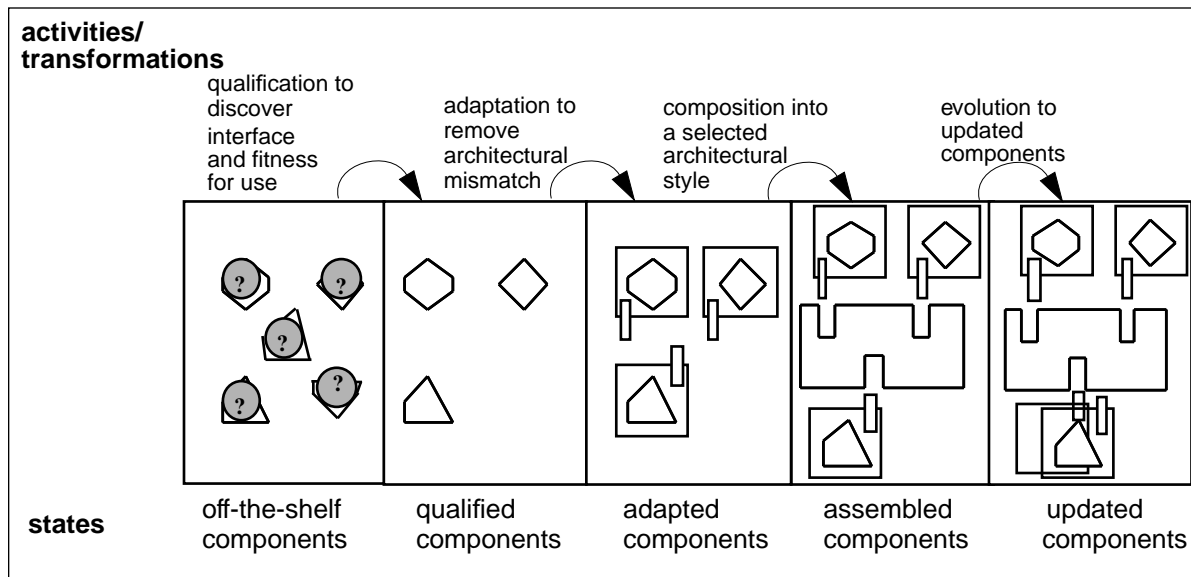 activities/
transformations
qualification to
discover
interface
and fitness
for use
adaptation to
remove
architectural
mismatch
composition into
a selected
architectural
style
evolution to
updated
components
?
?
?
?
?
states
off-the-shelf
components
qualified
components
adapted
components
assembled
components
updated
components